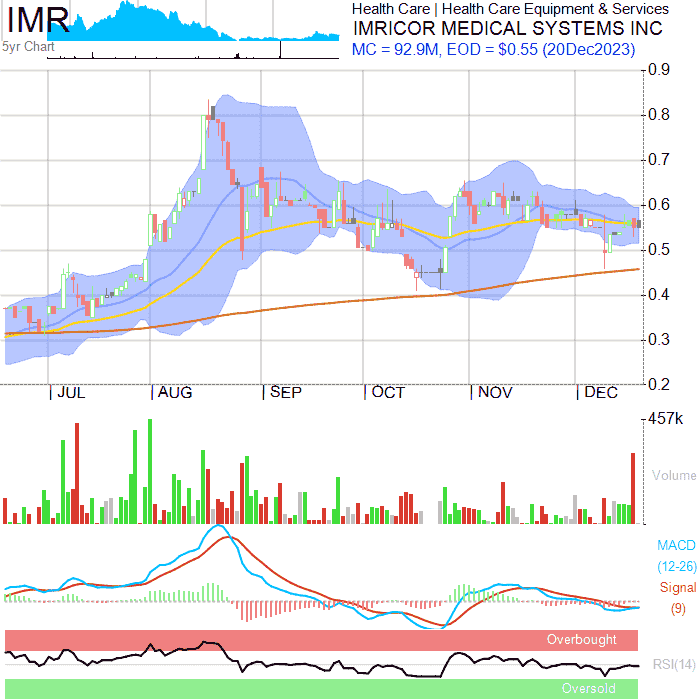 IMR
5yr Chart
Health Care | Health Care Equipment & Services
IMRICOR MEDICAL SYSTEMS INC
MC = 92.9M, EOD = $0.55 (20Dec2023)
0.9
0.8
0.7
0.6
0.5
0.4
0.3
0.2
JUL AUG SEP OCT NOV DEC
457k
Volume
MACD
(12-26)
Signal
(9)
Overbought
RSI(14)
Oversold